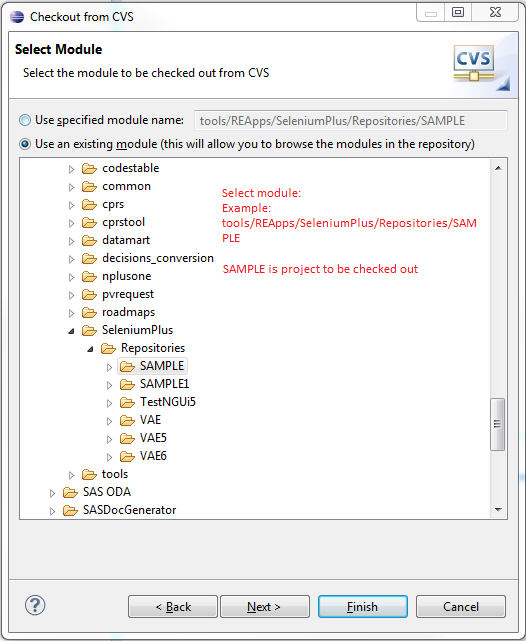 Checkout from CVS
Select Module
Select the module to be checked out from CVS
CVS
Use specified module name: tools/REApps/SeleniumPlus/Repositories/SAMPLE
Use an existing module (this will allow you to browse the modules in the repository)
codestable
common
cprs
cprstool
datamart
decisions_conversion
nplusone
pvrequest
roadmaps
SeleniumPlus
Repositories
SAMPLE
SAMPLE1
TestNGUi5
VAE
VAE5
VAE6
tools
SAS ODA
SASDocGenerator
Select module:
Example:
tools/REApps/SeleniumPlus/Repositories/SAM
PLE
SAMPLE is project to be checked out
?
< Back
Next >
Finish
Cancel